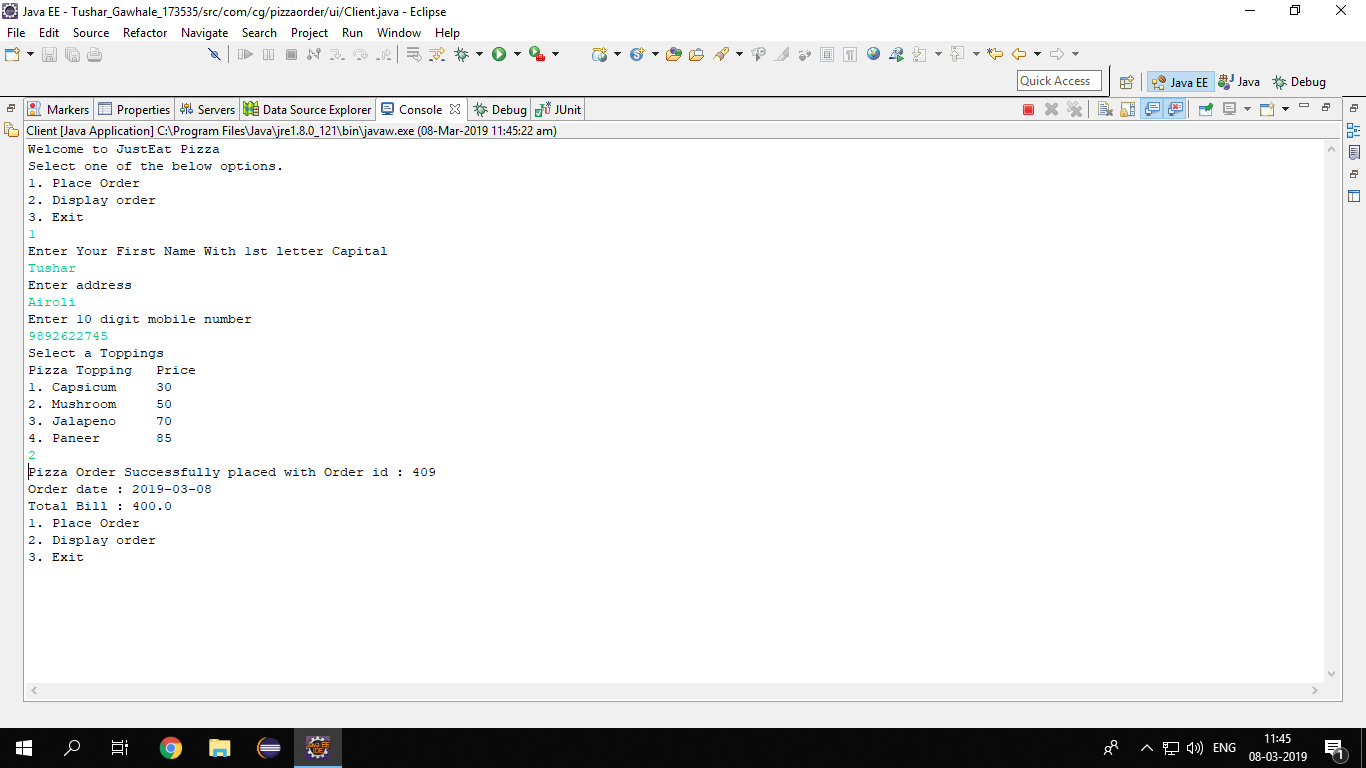 Java EE - Tushar_Gawhale_173535/src/com/cg/pizzaorder/ui/Client.java - Eclipse
File Edit Source Refactor Navigate Search Project Run Window Help
Quick Access Java EE Java Debug
Markers Properties Servers Data Source Explorer Console Debug JUnit
Client [Java Application] C:\Program Files\Java\jre1.8.0_121\bin\javaw.exe (08-Mar-2019 11:45:22 am)
Welcome to JustEat Pizza
Select one of the below options.
1. Place Order
2. Display order
3. Exit
1
Enter Your First Name With 1st letter Capital
Tushar
Enter address
Airoli
Enter 10 digit mobile number
9892622745
Select a Toppings
Pizza Topping Price
1. Capsicum 30
2. Mushroom 50
3. Jalapeno 70
4. Paneer 85
2
Pizza Order Successfully placed with Order id : 409
Order date : 2019-03-08
Total Bill : 400.0
1. Place Order
2. Display order
3. Exit
ENG
11:45
08-03-2019
1